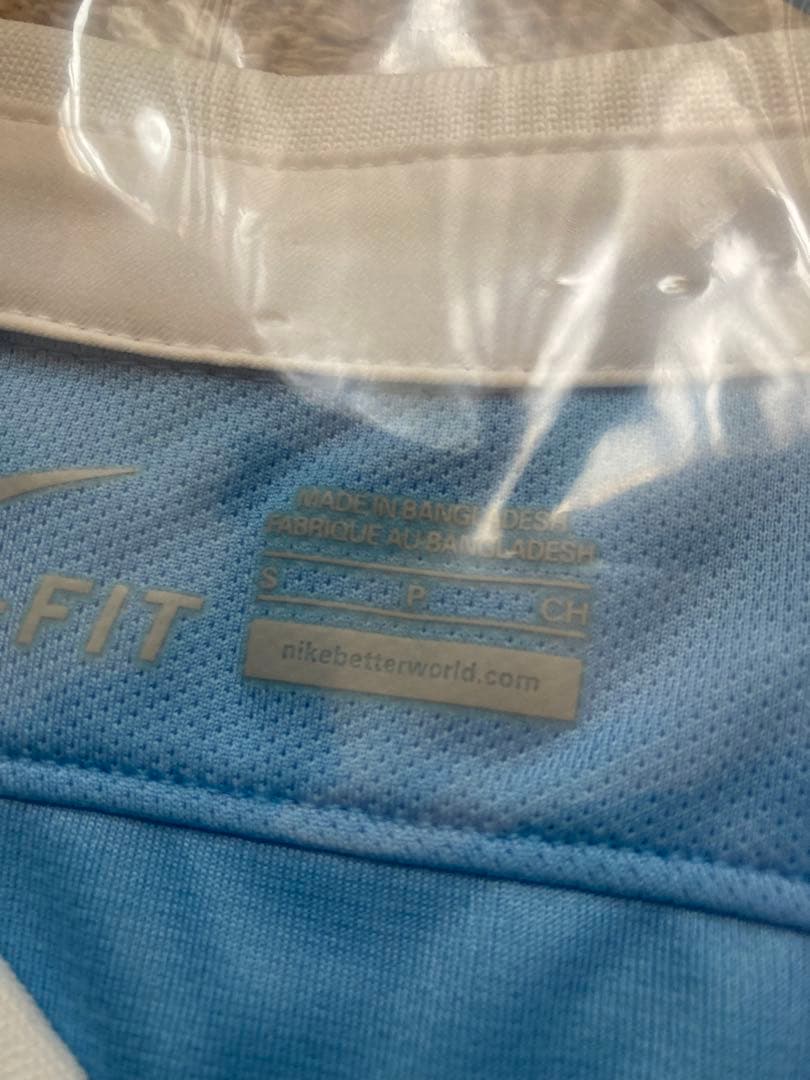 MADE IN BANGLADESH
FABRIQUE AU BANGLADESH
S P CH
-FIT
nikebetterworld.com